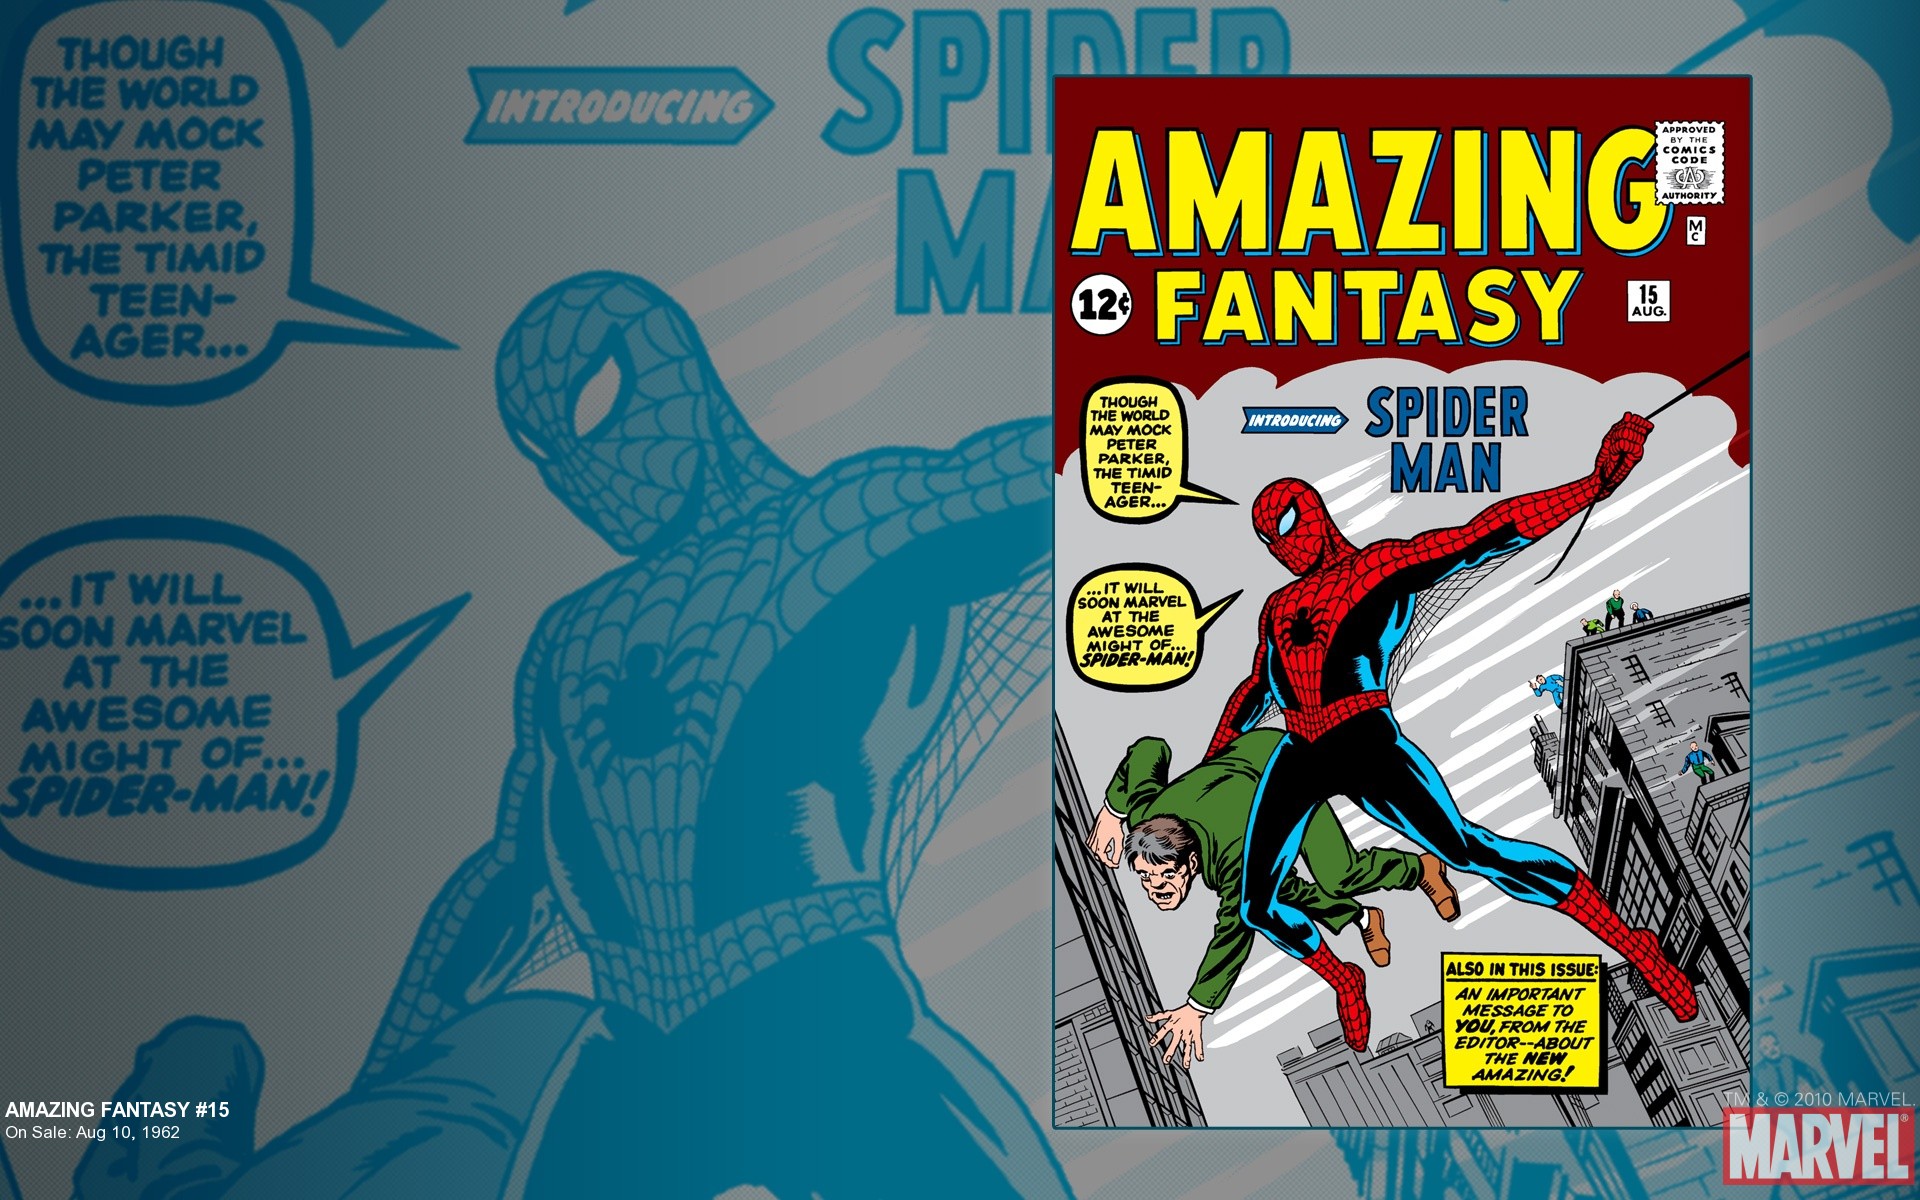 THOUGH
THE WORLD
MAY MOCK
PETER
PARKER,
THE TIMID
TEEN-
AGER...
INTRODUCING
SPIDER
MA
...IT WILL
SOON MARVEL
AT THE
AWESOME
MIGHT OF...
SPIDER-MAN!
AMAZING FANTASY #15
On Sale: Aug 10, 1962
AMAZING
FANTASY
APPROVED
BY THE
COMICS
CODE
CA
AUTHORITY
M
C
12¢
15
AUG.
THOUGH
THE WORLD
MAY MOCK
PETER
PARKER,
THE TIMID
TEEN-
AGER...
INTRODUCING
SPIDER
MAN
...IT WILL
SOON MARVEL
AT THE
AWESOME
MIGHT OF...
SPIDER-MAN!
ALSO IN THIS ISSUE:
AN IMPORTANT
MESSAGE TO
YOU, FROM THE
EDITOR--ABOUT
THE NEW
AMAZING!
TM & © 2010 MARVEL.
MARVEL®